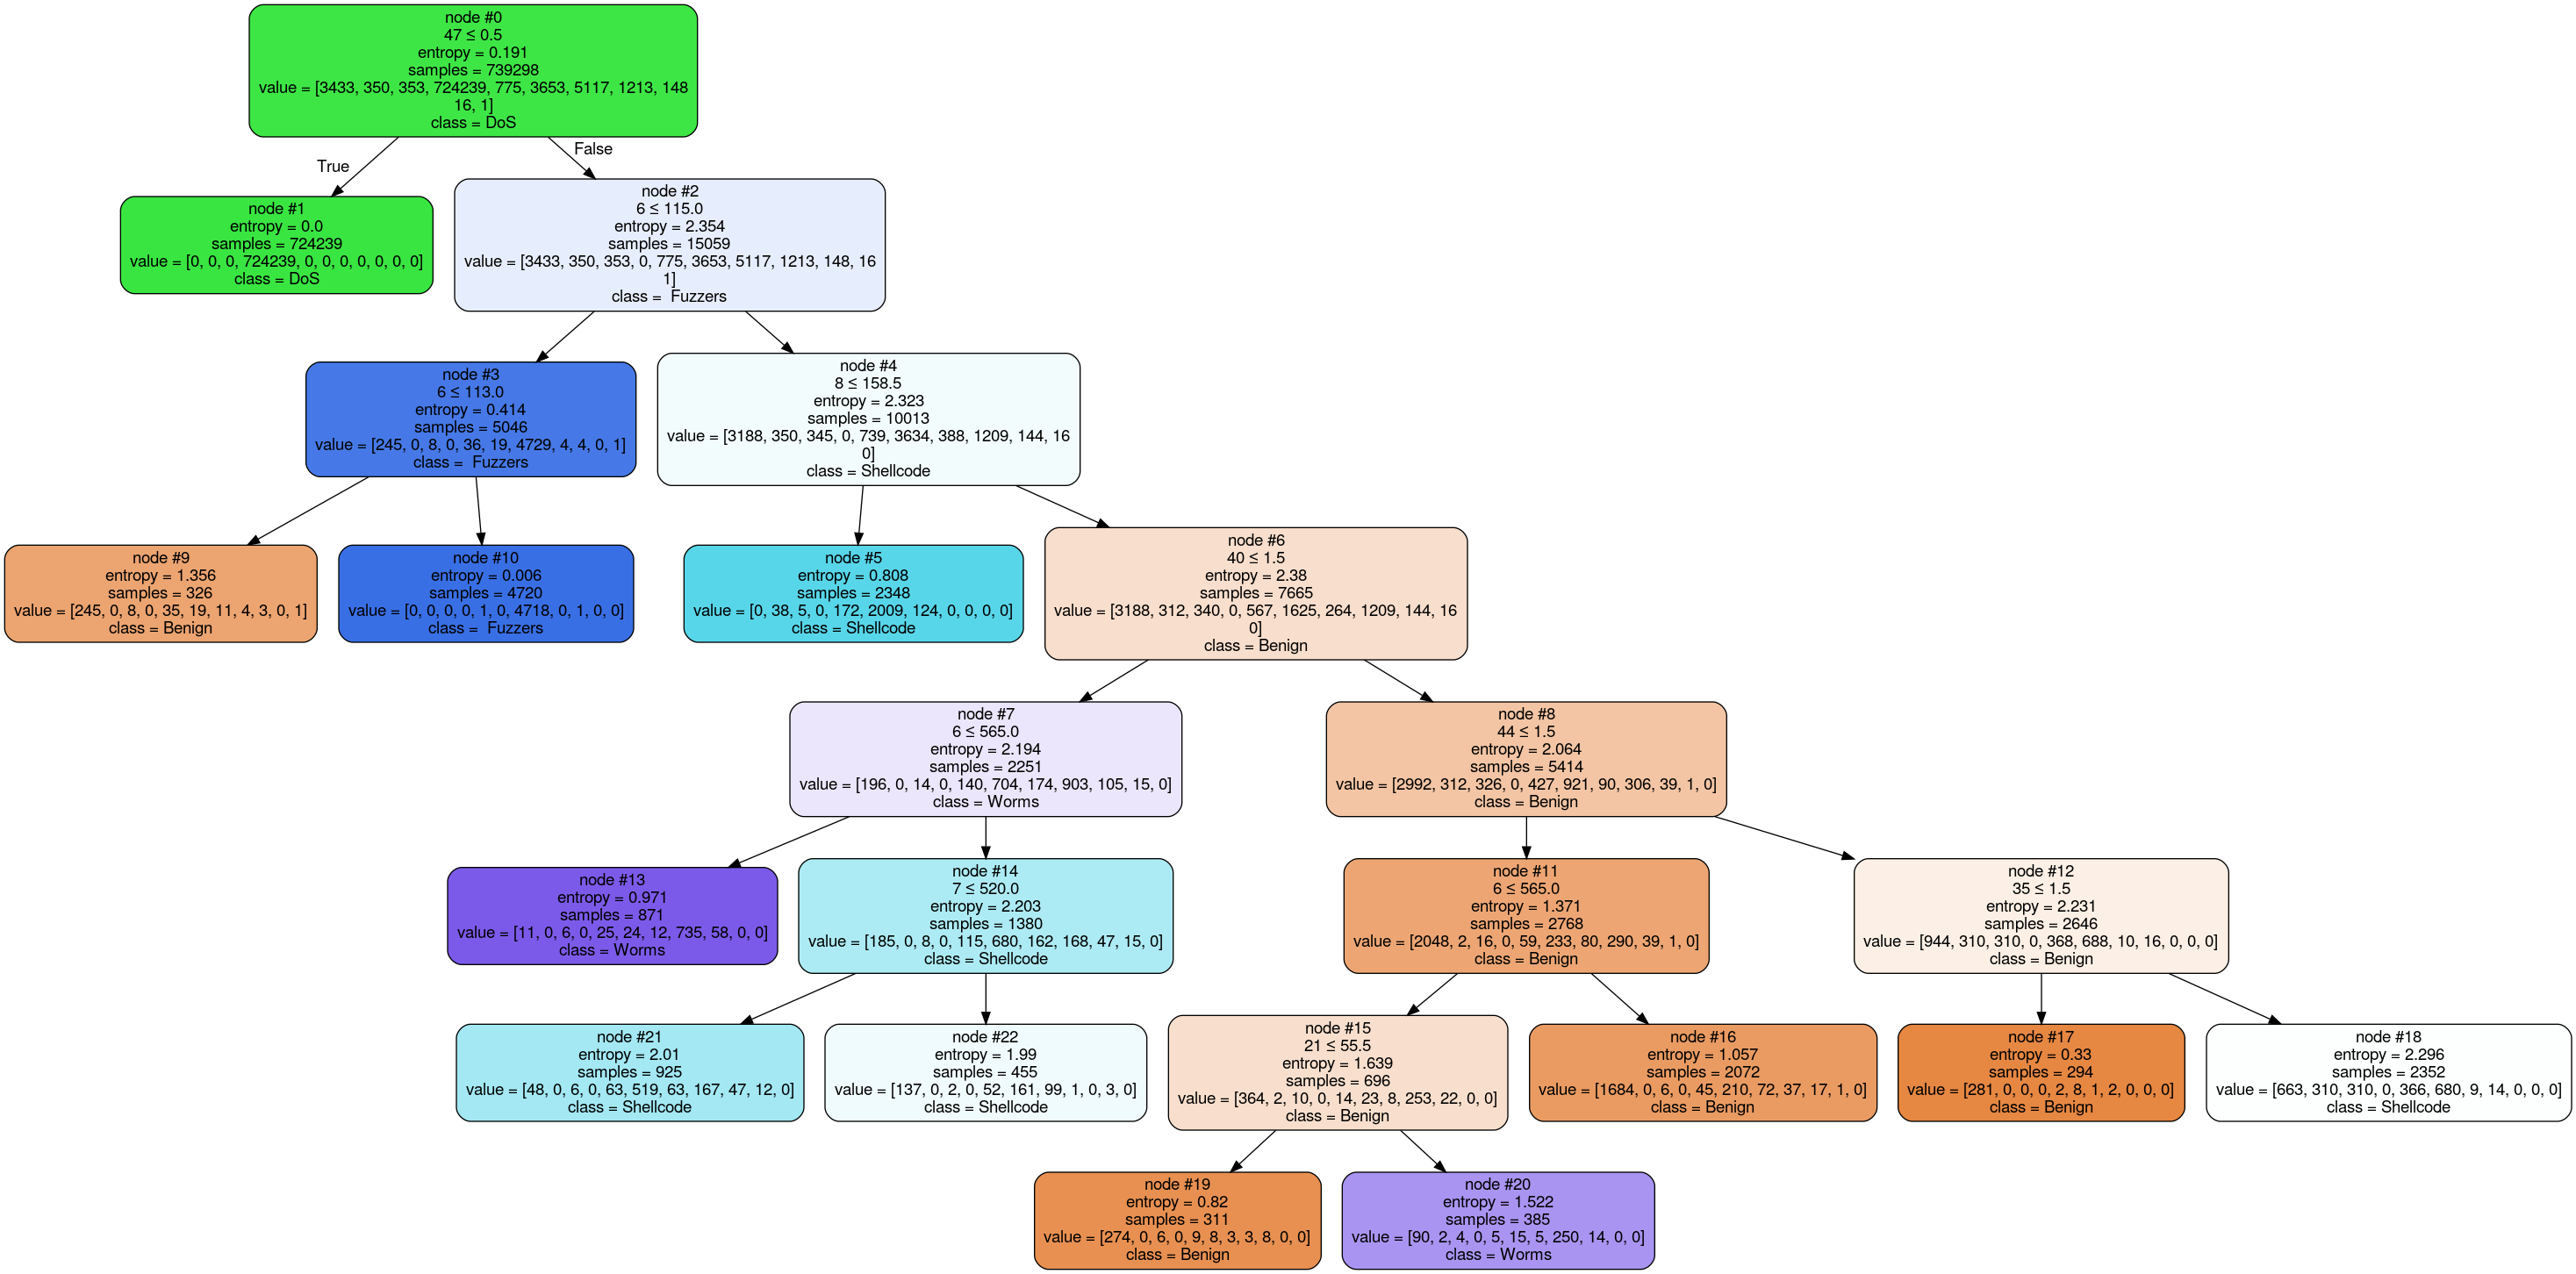 node #0
47 ≤ 0.5
entropy = 0.191
samples = 739298
value = [3433, 350, 353, 724239, 775, 3653, 5117, 1213, 148
16, 1]
class = DoS
True
False
node #1
entropy = 0.0
samples = 724239
value = [0, 0, 0, 724239, 0, 0, 0, 0, 0, 0, 0]
class = DoS
node #2
6 ≤ 115.0
entropy = 2.354
samples = 15059
value = [3433, 350, 353, 0, 775, 3653, 5117, 1213, 148, 16
1]
class =  Fuzzers
node #3
6 ≤ 113.0
entropy = 0.414
samples = 5046
value = [245, 0, 8, 0, 36, 19, 4729, 4, 4, 0, 1]
class =  Fuzzers
node #4
8 ≤ 158.5
entropy = 2.323
samples = 10013
value = [3188, 350, 345, 0, 739, 3634, 388, 1209, 144, 16
0]
class = Shellcode
node #9
entropy = 1.356
samples = 326
value = [245, 0, 8, 0, 35, 19, 11, 4, 3, 0, 1]
class = Benign
node #10
entropy = 0.006
samples = 4720
value = [0, 0, 0, 0, 1, 0, 4718, 0, 1, 0, 0]
class =  Fuzzers
node #5
entropy = 0.808
samples = 2348
value = [0, 38, 5, 0, 172, 2009, 124, 0, 0, 0, 0]
class = Shellcode
node #6
40 ≤ 1.5
entropy = 2.38
samples = 7665
value = [3188, 312, 340, 0, 567, 1625, 264, 1209, 144, 16
0]
class = Benign
node #7
6 ≤ 565.0
entropy = 2.194
samples = 2251
value = [196, 0, 14, 0, 140, 704, 174, 903, 105, 15, 0]
class = Worms
node #8
44 ≤ 1.5
entropy = 2.064
samples = 5414
value = [2992, 312, 326, 0, 427, 921, 90, 306, 39, 1, 0]
class = Benign
node #13
entropy = 0.971
samples = 871
value = [11, 0, 6, 0, 25, 24, 12, 735, 58, 0, 0]
class = Worms
node #14
7 ≤ 520.0
entropy = 2.203
samples = 1380
value = [185, 0, 8, 0, 115, 680, 162, 168, 47, 15, 0]
class = Shellcode
node #11
6 ≤ 565.0
entropy = 1.371
samples = 2768
value = [2048, 2, 16, 0, 59, 233, 80, 290, 39, 1, 0]
class = Benign
node #12
35 ≤ 1.5
entropy = 2.231
samples = 2646
value = [944, 310, 310, 0, 368, 688, 10, 16, 0, 0, 0]
class = Benign
node #21
entropy = 2.01
samples = 925
value = [48, 0, 6, 0, 63, 519, 63, 167, 47, 12, 0]
class = Shellcode
node #22
entropy = 1.99
samples = 455
value = [137, 0, 2, 0, 52, 161, 99, 1, 0, 3, 0]
class = Shellcode
node #15
21 ≤ 55.5
entropy = 1.639
samples = 696
value = [364, 2, 10, 0, 14, 23, 8, 253, 22, 0, 0]
class = Benign
node #16
entropy = 1.057
samples = 2072
value = [1684, 0, 6, 0, 45, 210, 72, 37, 17, 1, 0]
class = Benign
node #17
entropy = 0.33
samples = 294
value = [281, 0, 0, 0, 2, 8, 1, 2, 0, 0, 0]
class = Benign
node #18
entropy = 2.296
samples = 2352
value = [663, 310, 310, 0, 366, 680, 9, 14, 0, 0, 0]
class = Shellcode
node #19
entropy = 0.82
samples = 311
value = [274, 0, 6, 0, 9, 8, 3, 3, 8, 0, 0]
class = Benign
node #20
entropy = 1.522
samples = 385
value = [90, 2, 4, 0, 5, 15, 5, 250, 14, 0, 0]
class = Worms